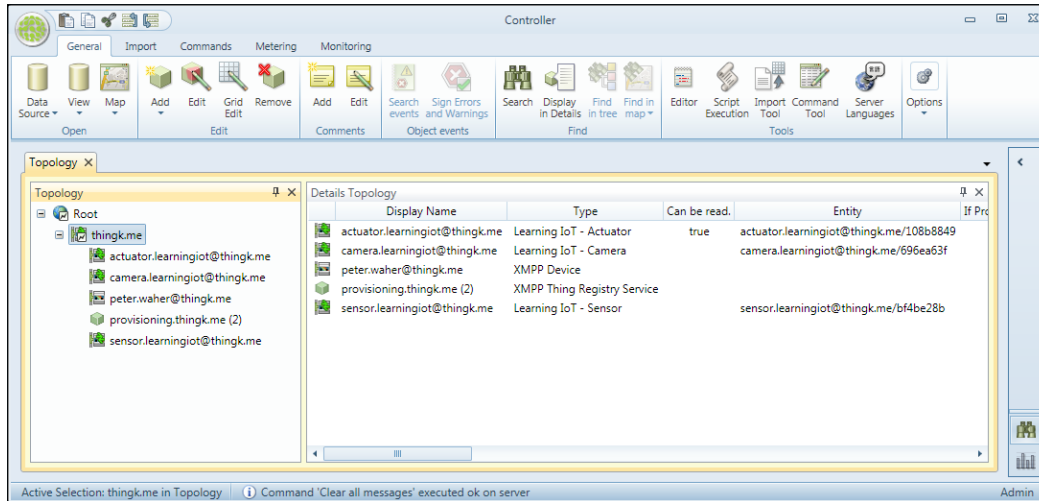 Controller
General Import Commands Metering Monitoring
Data Source View Map Add Edit Grid Edit Remove Add Edit Search events Sign Errors and Warnings Search Display in Details Find in tree Find in map Editor Script Execution Import Tool Command Tool Server Languages Options
Open Edit Comments Object events Find Tools
Topology
Topology
Root
thingk.me
actuator.learningiot@thingk.me
camera.learningiot@thingk.me
peter.waher@thingk.me
provisioning.thingk.me (2)
sensor.learningiot@thingk.me
Details Topology
Display Name Type Can be read. Entity If Pro
actuator.learningiot@thingk.me Learning IoT - Actuator true actuator.learningiot@thingk.me/108b8849
camera.learningiot@thingk.me Learning IoT - Camera camera.learningiot@thingk.me/696ea63f
peter.waher@thingk.me XMPP Device
provisioning.thingk.me (2) XMPP Thing Registry Service
sensor.learningiot@thingk.me Learning IoT - Sensor sensor.learningiot@thingk.me/bf4be28b
Active Selection: thingk.me in Topology Command 'Clear all messages' executed ok on server Admin